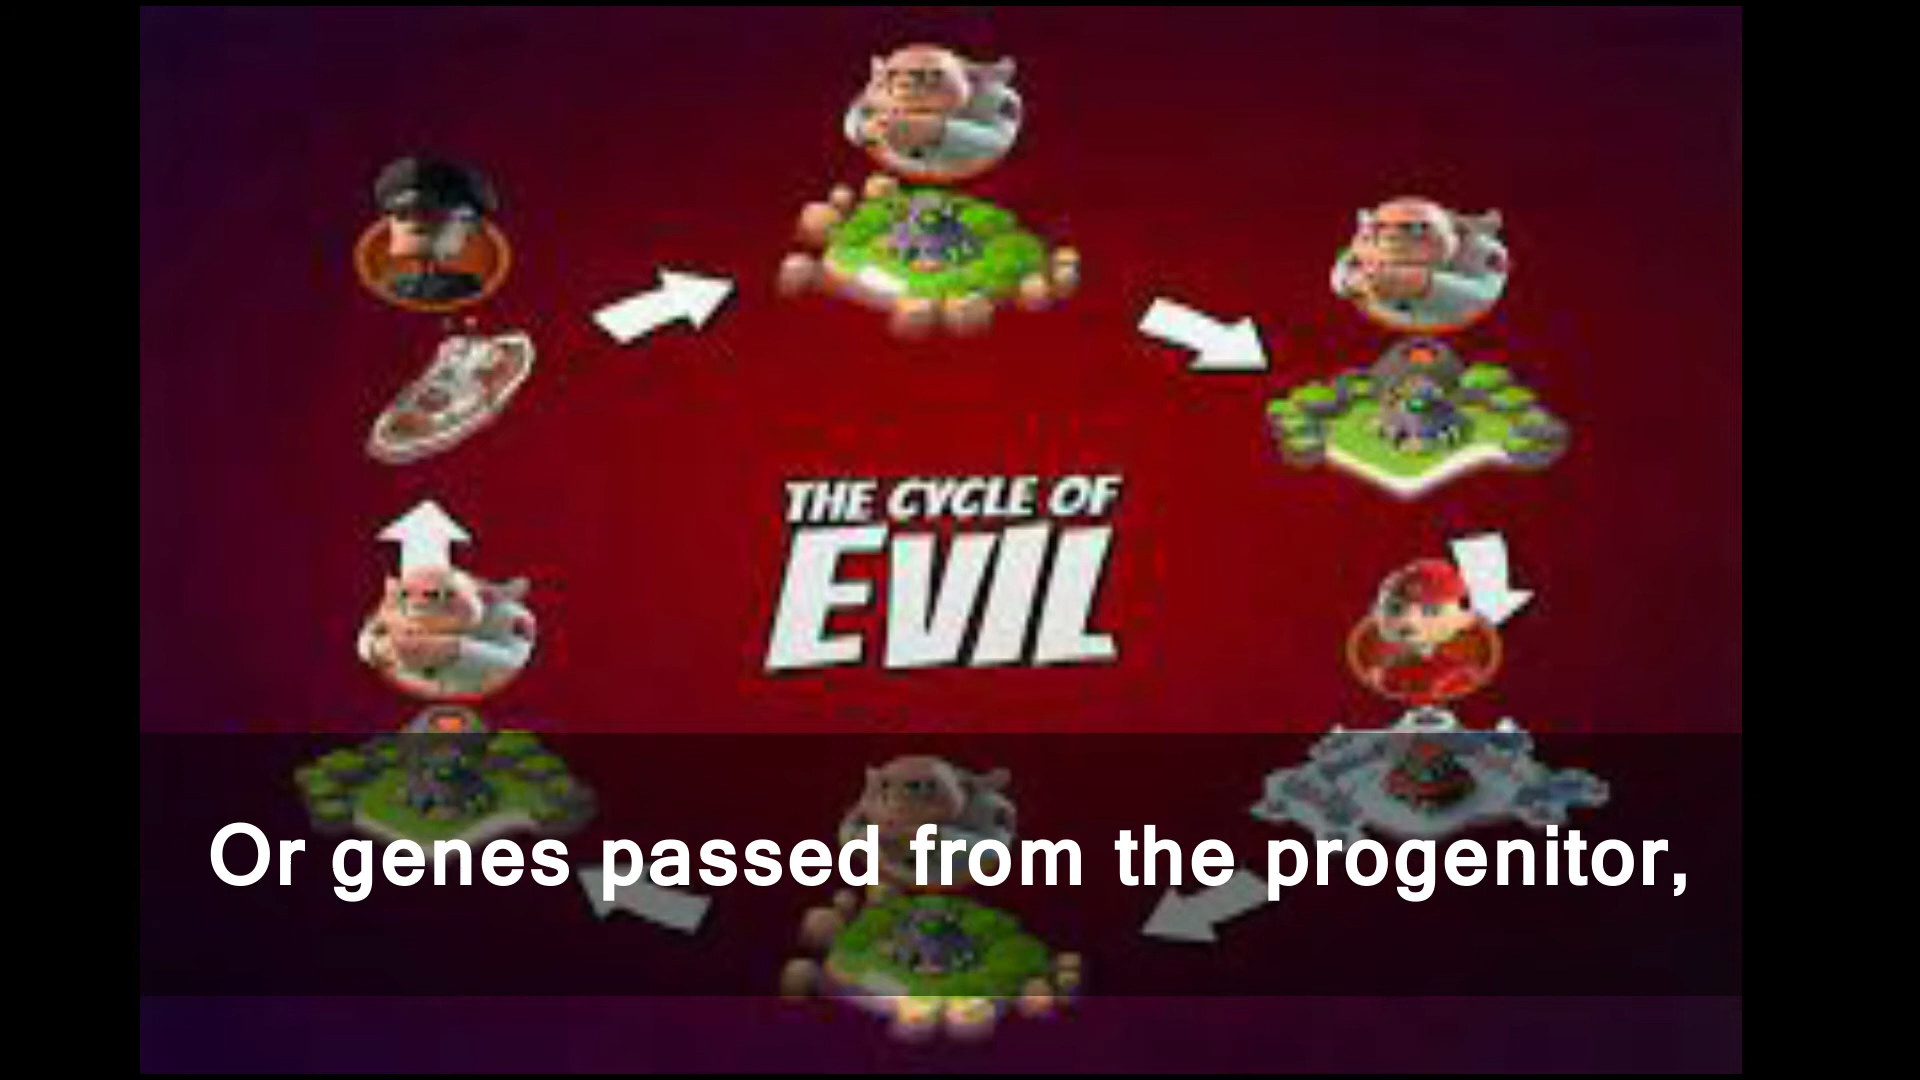 THE CYCLE OF
EVIL
Or genes passed from the progenitor,